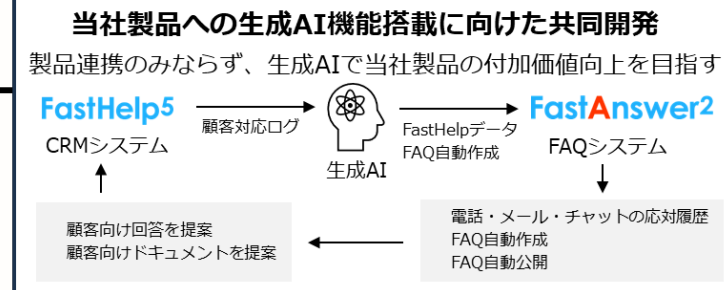 当社製品への生成AI機能搭載に向けた共同開発
製品連携のみならず、生成AIで当社製品の付加価値向上を目指す
FastHelp5
CRMシステム
顧客対応ログ
生成AI
FastHelpデータ
FAQ自動作成
FastAnswer2
FAQシステム
電話・メール・チャットの応対履歴
FAQ自動作成
FAQ自動公開
顧客向け回答を提案
顧客向けドキュメントを提案